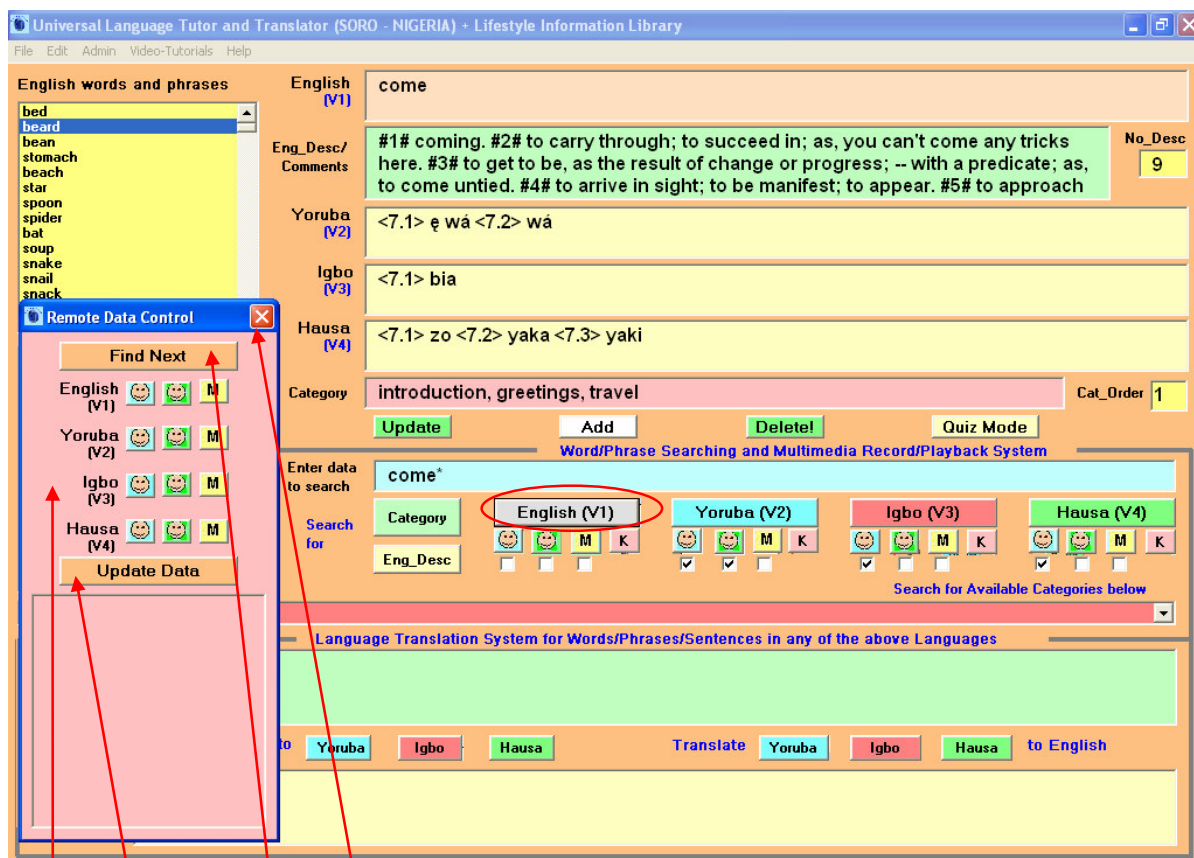 Universal Language Tutor and Translator (SORO - NIGERIA) + Lifestyle Information Library
File Edit Admin Video-Tutorials Help
English words and phrases
bed
beard
bean
stomach
beach
star
spoon
spider
bat
soup
snake
snail
snack
English
(V1)
come
Eng_Desc/
Comments
#1# coming. #2# to carry through; to succeed in; as, you can't come any tricks
here. #3# to get to be, as the result of change or progress; -- with a predicate; as,
to come untied. #4# to arrive in sight; to be manifest; to appear. #5# to approach
No_Desc
9
Yoruba
(V2)
<7.1> ẹ wá <7.2> wá
Igbo
(V3)
<7.1> bia
Hausa
(V4)
<7.1> zo <7.2> yaka <7.3> yaki
Category
introduction, greetings, travel
Cat_Order 1
Update Add Delete! Quiz Mode
Word/Phrase Searching and Multimedia Record/Playback System
Enter data
to search
come*
Search
for
Category
Eng_Desc
English (V1) Yoruba (V2) Igbo (V3) Hausa (V4)
M K M K M K M K
Search for Available Categories below
Language Translation System for Words/Phrases/Sentences in any of the above Languages
to Yoruba Igbo Hausa Translate Yoruba Igbo Hausa to English
Remote Data Control
Find Next
English
(V1)
M
Yoruba
(V2)
M
Igbo
(V3)
M
Hausa
(V4)
M
Update Data